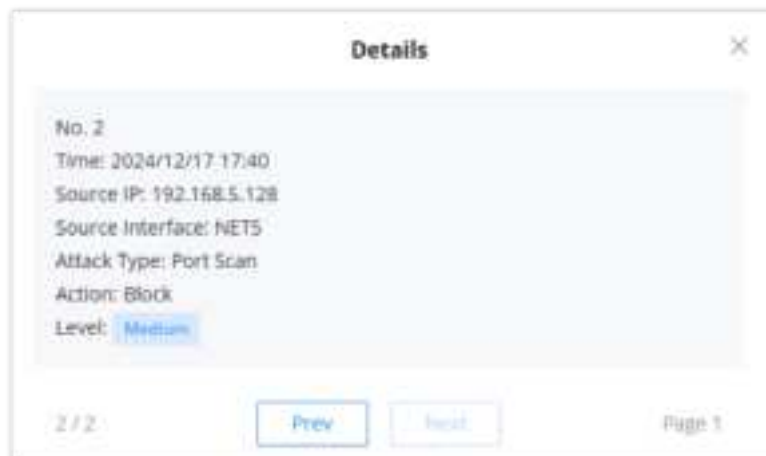 Details
No. 2
Time: 2024/12/17 17:40
Source IP: 192.168.5.128
Source Interface: NET5
Attack Type: Port Scan
Action: Block
Level: Medium
2 / 2
Prev
Next
Page 1